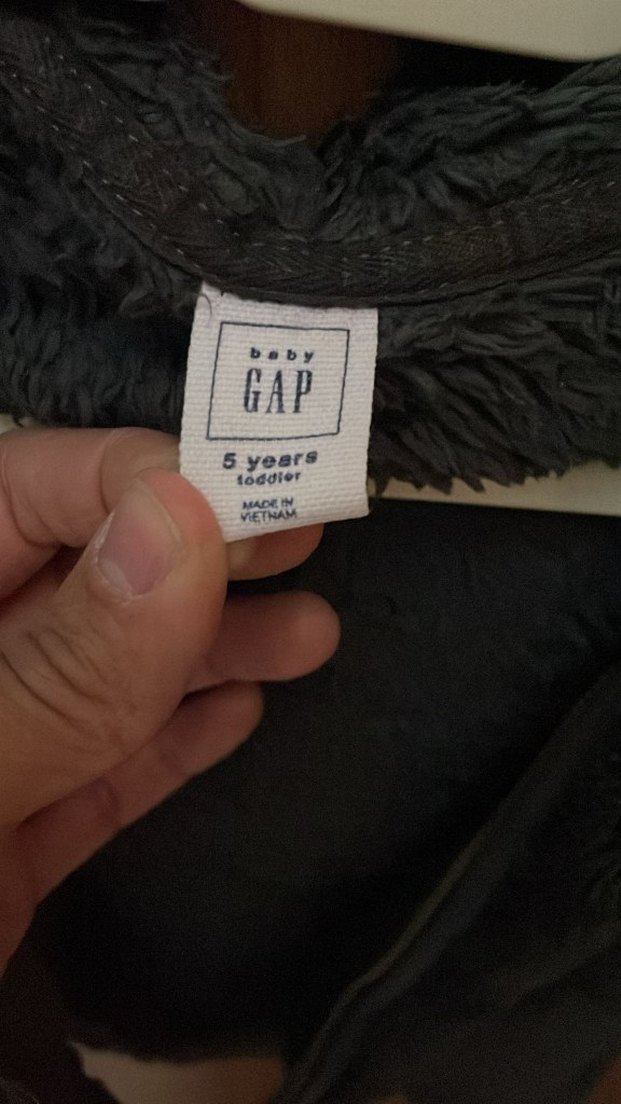 baby
GAP
5 years
toddler
MADE IN
VIETNAM